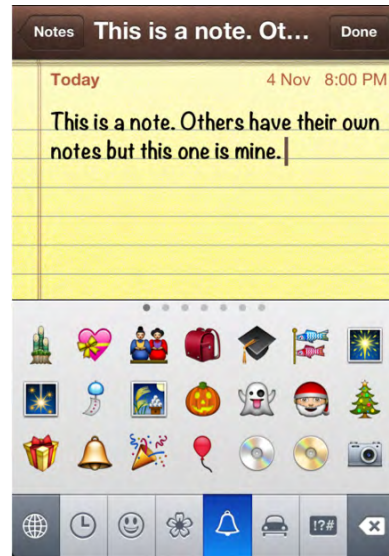 Notes
This is a note. Ot...
Done
Today
4 Nov 8:00 PM
This is a note. Others have their own
notes but this one is mine.
!?#